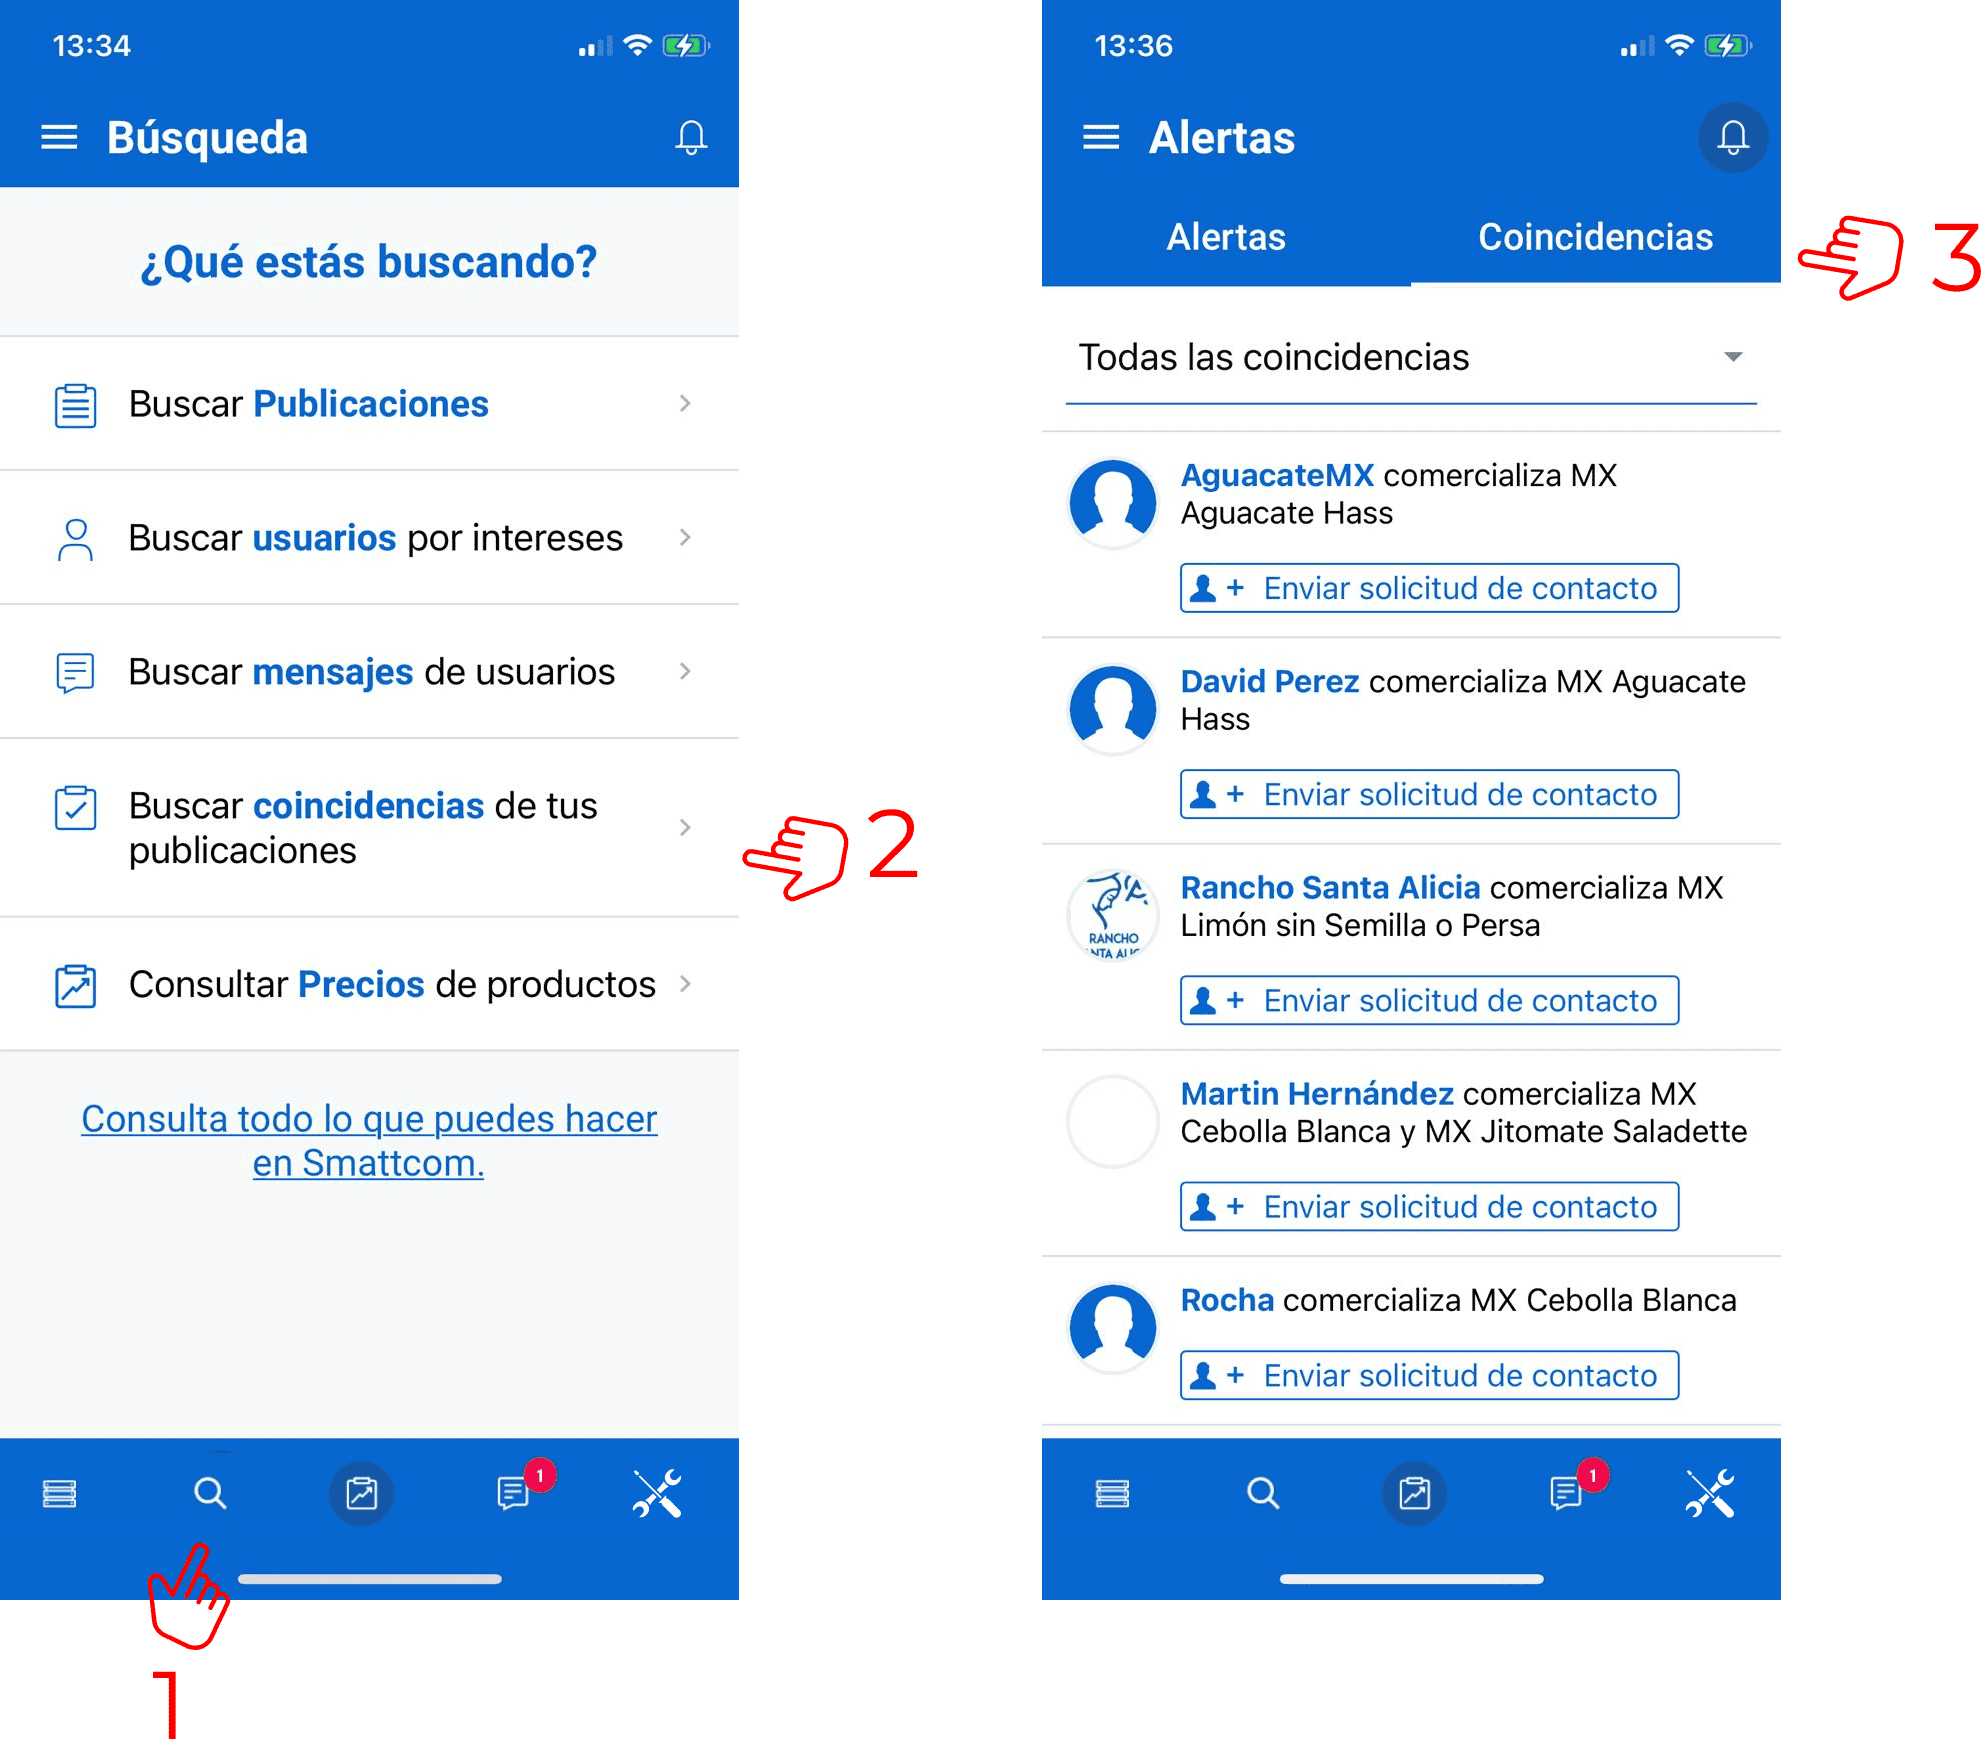 13:34
Búsqueda
¿Qué estás buscando?
Buscar Publicaciones
Buscar usuarios por intereses
Buscar mensajes de usuarios
Buscar coincidencias de tus
publicaciones
2
Consultar Precios de productos
Consulta todo lo que puedes hacer
en Smattcom.
1
1
13:36
Alertas
Alertas
Coincidencias
3
Todas las coincidencias
AguacateMX comercializa MX
Aguacate Hass
Enviar solicitud de contacto
David Perez comercializa MX Aguacate
Hass
Enviar solicitud de contacto
RANCHO
Rancho Santa Alicia comercializa MX
Limón sin Semilla o Persa
Enviar solicitud de contacto
Martin Hernández comercializa MX
Cebolla Blanca y MX Jitomate Saladette
Enviar solicitud de contacto
Rocha comercializa MX Cebolla Blanca
Enviar solicitud de contacto
1